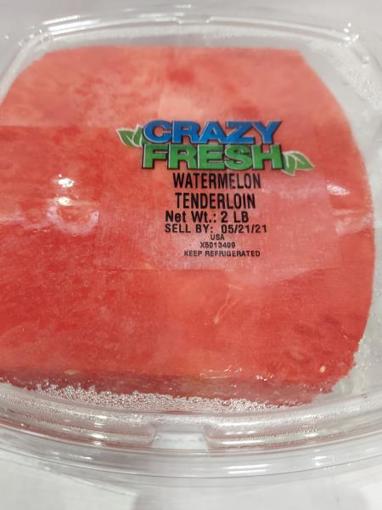 CRAZY
FRESH
WATERMELON
TENDERLOIN
Net Wt.: 2 LB
SELL BY: 05/21/21
USA
X5013409
KEEP REFRIGERATED